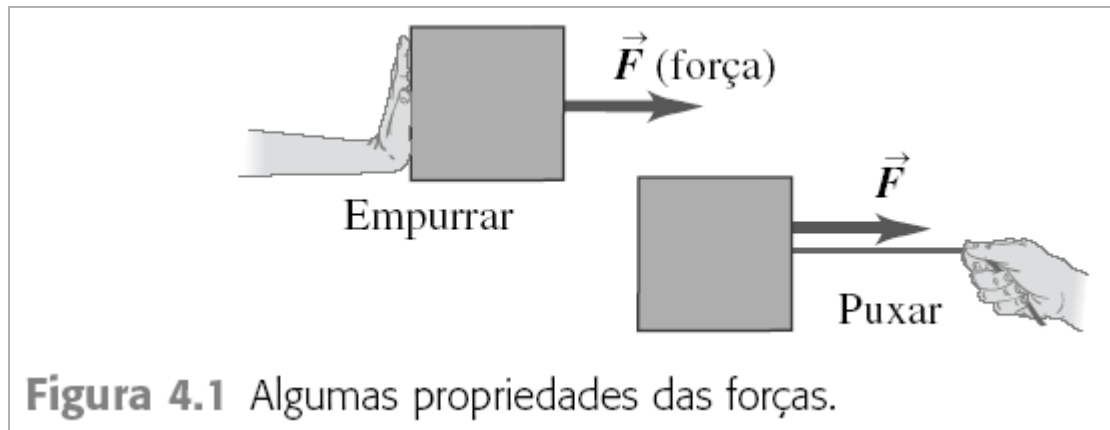 F (força)
Empurrar
F
Puxar
Figura 4.1 Algumas propriedades das forças.